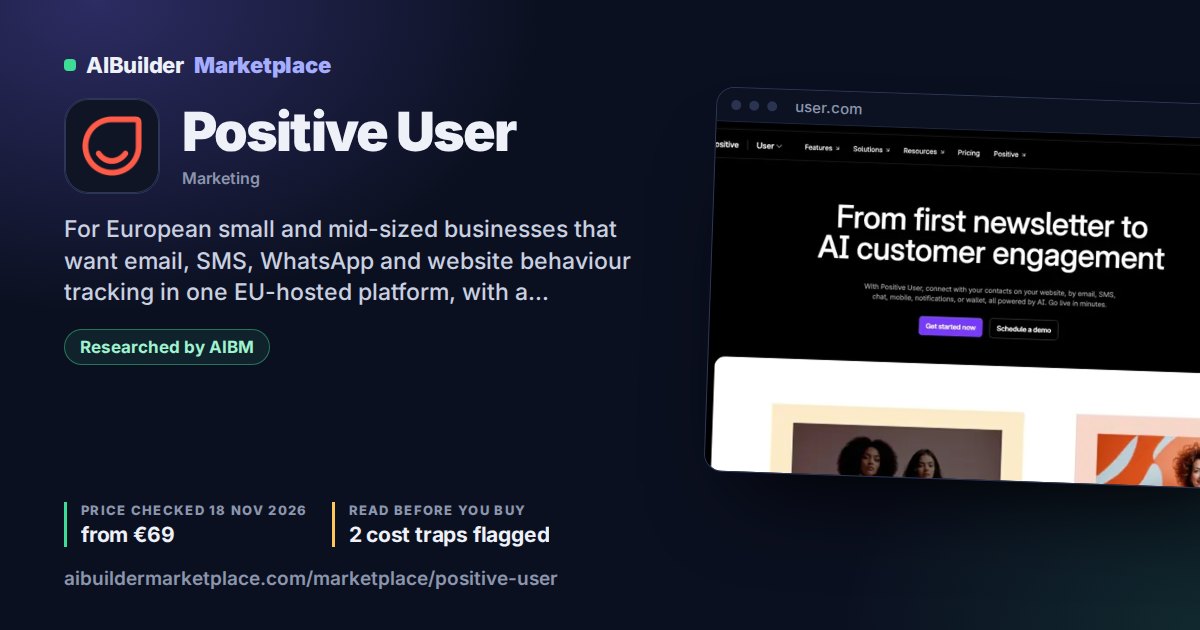 AIBuilder Marketplace
Positive User
Marketing
For European small and mid-sized businesses that
want email, SMS, WhatsApp and website behaviour
tracking in one EU-hosted platform, with a...
Researched by AIBM
PRICE CHECKED 18 NOV 2026
from €69
READ BEFORE YOU BUY
2 cost traps flagged
aibuildermarketplace.com/marketplace/positive-user
user.com
ositive User Features Solutions Resources Pricing Positive
From first newsletter to
AI customer engagement
With Positive User, connect with your contacts on your website, by email, SMS,
chat, mobile, notifications, or wallet, all powered by AI. Go live in minutes.
Get started now Schedule a demo